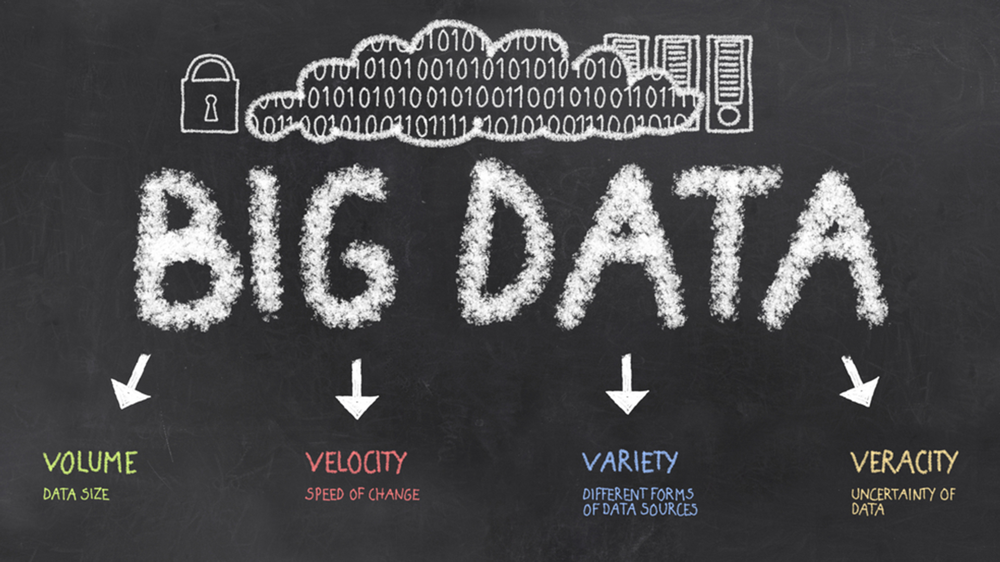 BIG DATA
VOLUME
DATA SIZE
VELOCITY
SPEED OF CHANGE
VARIETY
DIFFERENT FORMS
OF DATA SOURCES
VERACITY
UNCERTAINTY OF
DATA